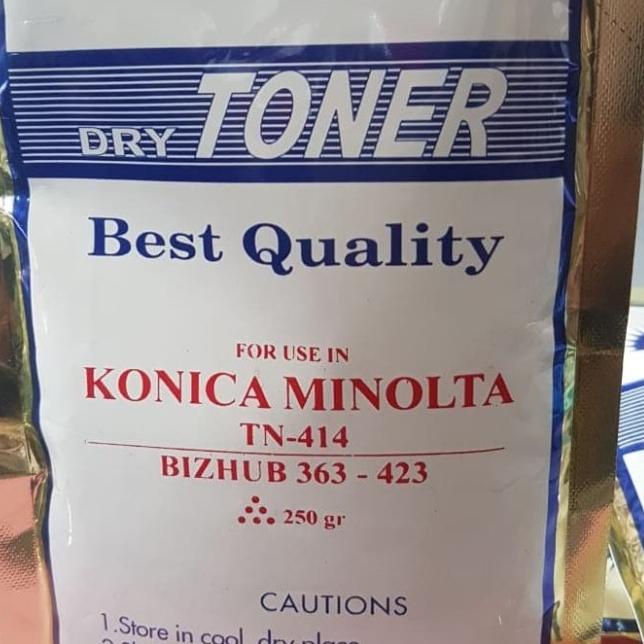 DRY TONER
Best Quality
FOR USE IN
KONICA MINOLTA
TN-414
BIZHUB 363 - 423
250 gr
CAUTIONS
1.Store in cool, dry place